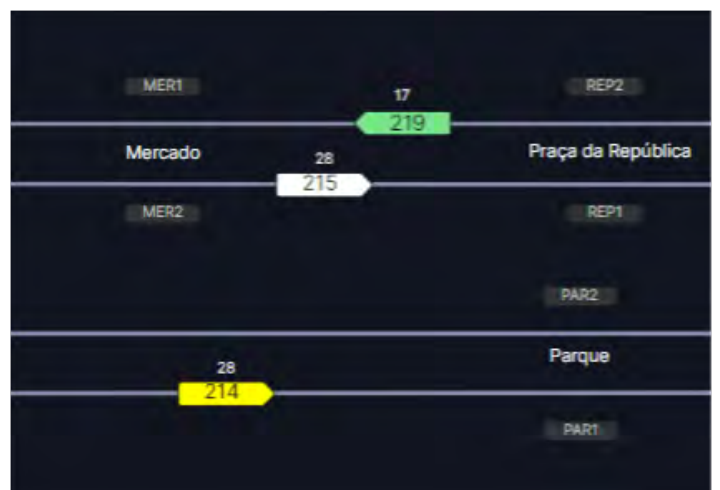 MER1
17
REP2
219
Mercado
28
Praça da República
215
MER2
REP1
PAR2
28
Parque
214
PAR1